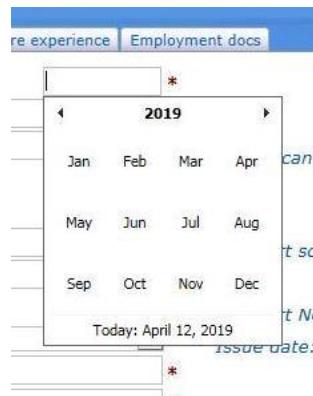 re experience Employment docs
*
2019
Jan Feb Mar Apr
can
May Jun Jul Aug
Sep Oct Nov Dec
Today: April 12, 2019
Issue date:
*
*